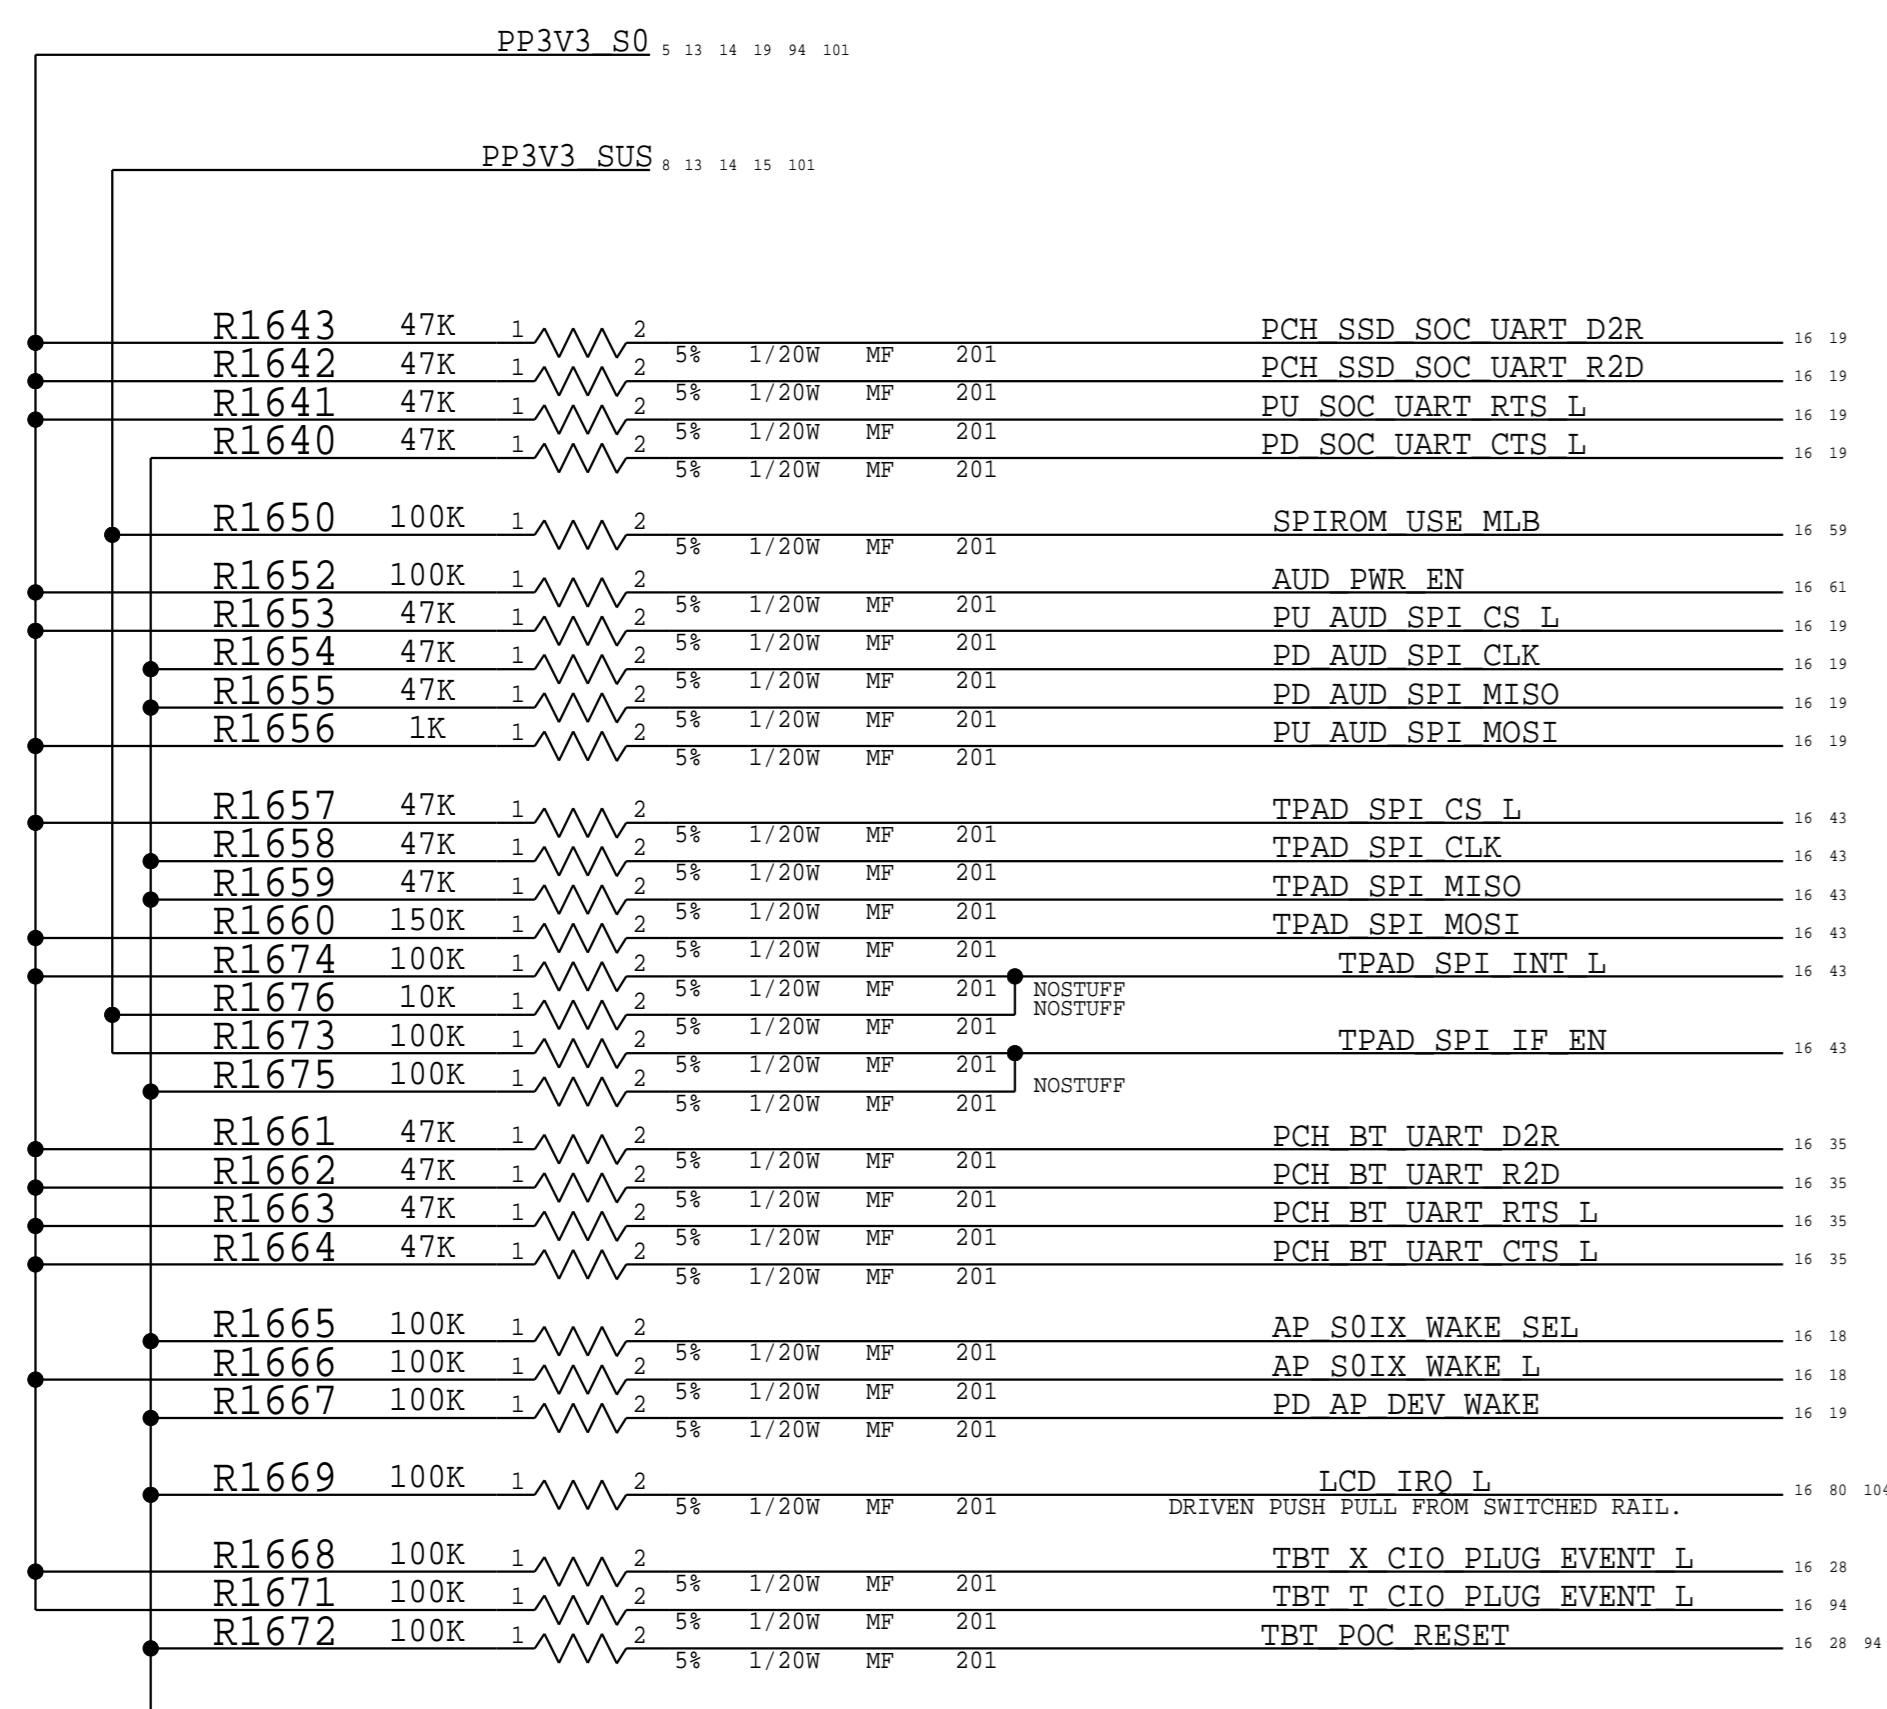 PP3V3_S0 5 13 14 19 94 101
PP3V3_SUS 8 13 14 15 101
R1643 47K 1 2 PCH_SSD_SOC_UART_D2R 16 19
5% 1/20W MF 201
R1642 47K 1 2 PCH_SSD_SOC_UART_R2D 16 19
5% 1/20W MF 201
R1641 47K 1 2 PU_SOC_UART_RTS_L 16 19
5% 1/20W MF 201
R1640 47K 1 2 PD_SOC_UART_CTS_L 16 19
5% 1/20W MF 201
R1650 100K 1 2 SPIROM_USE_MLB 16 59
5% 1/20W MF 201
R1652 100K 1 2 AUD_PWR_EN 16 61
5% 1/20W MF 201
R1653 47K 1 2 PU_AUD_SPI_CS_L 16 19
5% 1/20W MF 201
R1654 47K 1 2 PD_AUD_SPI_CLK 16 19
5% 1/20W MF 201
R1655 47K 1 2 PD_AUD_SPI_MISO 16 19
5% 1/20W MF 201
R1656 1K 1 2 PU_AUD_SPI_MOSI 16 19
5% 1/20W MF 201
R1657 47K 1 2 TPAD_SPI_CS_L 16 43
5% 1/20W MF 201
R1658 47K 1 2 TPAD_SPI_CLK 16 43
5% 1/20W MF 201
R1659 47K 1 2 TPAD_SPI_MISO 16 43
5% 1/20W MF 201
R1660 150K 1 2 TPAD_SPI_MOSI 16 43
5% 1/20W MF 201
R1674 100K 1 2 TPAD_SPI_INT_L 16 43
5% 1/20W MF 201 NOSTUFF
R1676 10K 1 2 NOSTUFF
5% 1/20W MF 201
R1673 100K 1 2 TPAD_SPI_IF_EN 16 43
5% 1/20W MF 201
R1675 100K 1 2 NOSTUFF
5% 1/20W MF 201
R1661 47K 1 2 PCH_BT_UART_D2R 16 35
5% 1/20W MF 201
R1662 47K 1 2 PCH_BT_UART_R2D 16 35
5% 1/20W MF 201
R1663 47K 1 2 PCH_BT_UART_RTS_L 16 35
5% 1/20W MF 201
R1664 47K 1 2 PCH_BT_UART_CTS_L 16 35
5% 1/20W MF 201
R1665 100K 1 2 AP_S0IX_WAKE_SEL 16 18
5% 1/20W MF 201
R1666 100K 1 2 AP_S0IX_WAKE_L 16 18
5% 1/20W MF 201
R1667 100K 1 2 PD_AP_DEV_WAKE 16 19
5% 1/20W MF 201
R1669 100K 1 2 LCD_IRQ_L 16 80 104
5% 1/20W MF 201 DRIVEN PUSH PULL FROM SWITCHED RAIL.
R1668 100K 1 2 TBT_X_CIO_PLUG_EVENT_L 16 28
5% 1/20W MF 201
R1671 100K 1 2 TBT_T_CIO_PLUG_EVENT_L 16 94
5% 1/20W MF 201
R1672 100K 1 2 TBT_POC_RESET 16 28 94
5% 1/20W MF 201